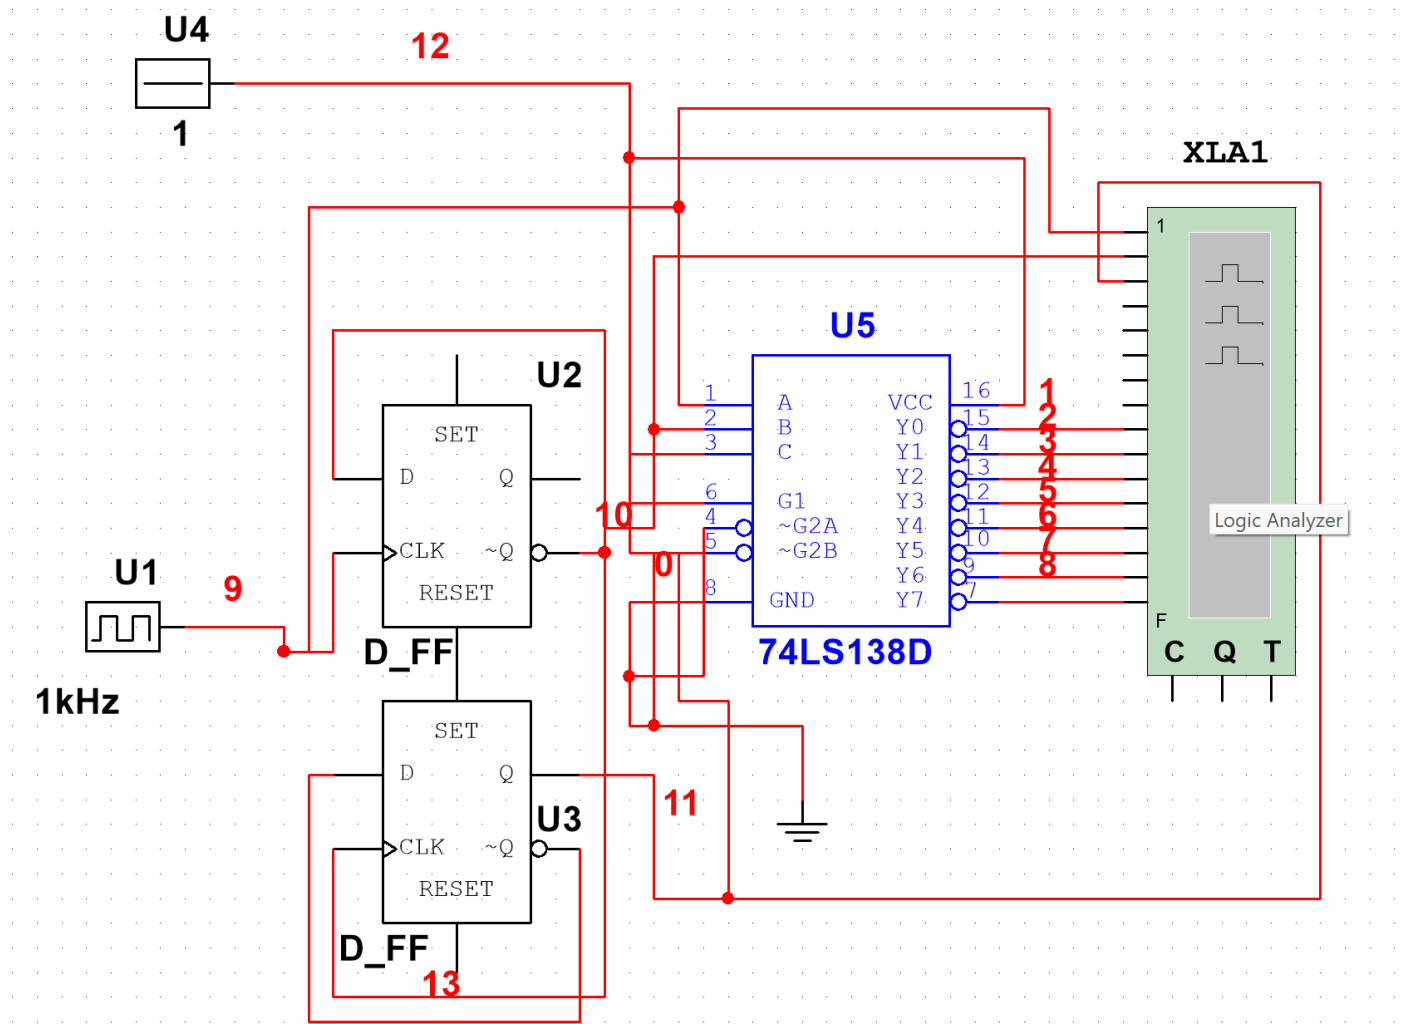 U4
12
1
XLA1
1
U5
U2
SET
D
Q
CLK
~Q
RESET
D_FF
10
1
2
3
6
4
5
8
A
B
C
G1
~G2A
~G2B
GND
VCC
Y0
Y1
Y2
Y3
Y4
Y5
Y6
Y7
16
15
14
13
12
11
10
9
7
1
2
3
4
5
6
7
8
74LS138D
0
Logic Analyzer
F
C Q T
U1
9
1kHz
SET
D
Q
11
U3
CLK
~Q
RESET
D_FF
13